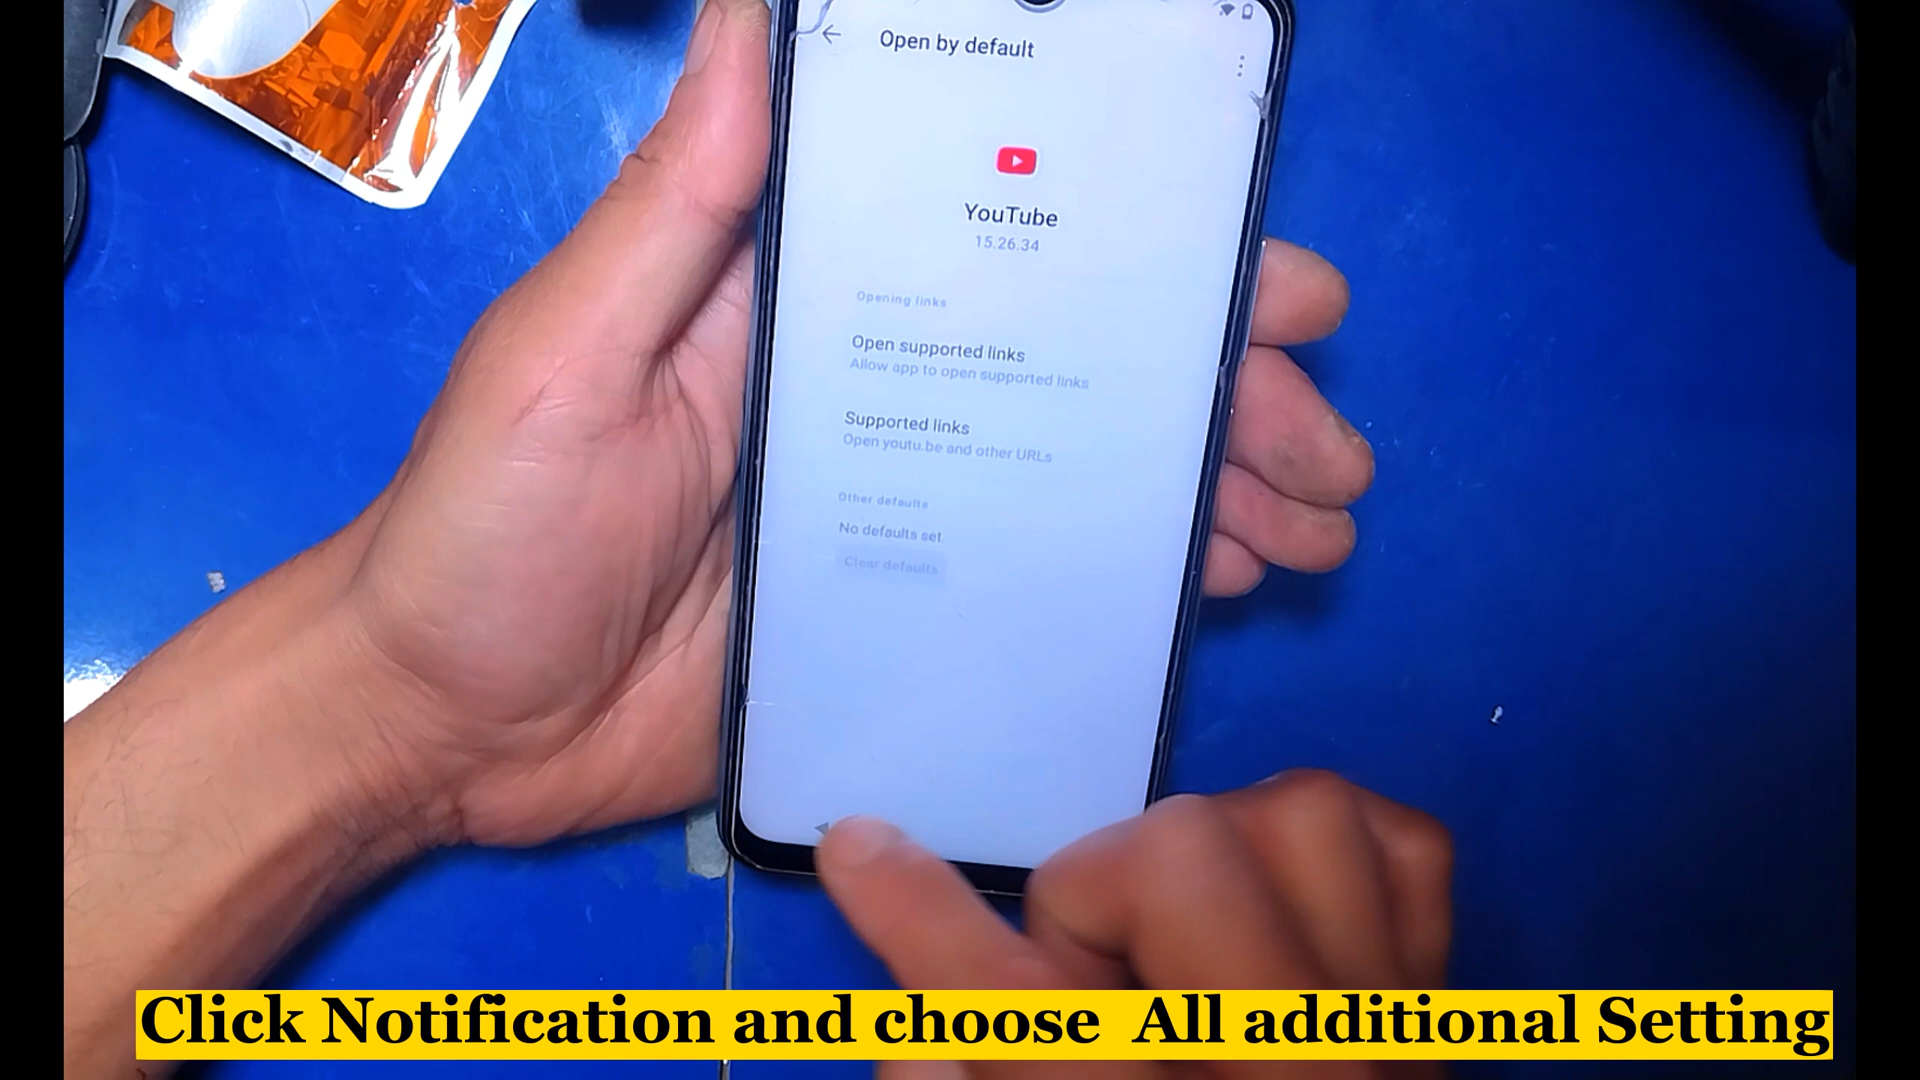 Open by default
YouTube
15.26.34
Opening links
Open supported links
Allow app to open supported links
Supported links
Open youtu.be and other URLs
Other defaults
No defaults set
Clear defaults
Click Notification and choose  All additional Setting